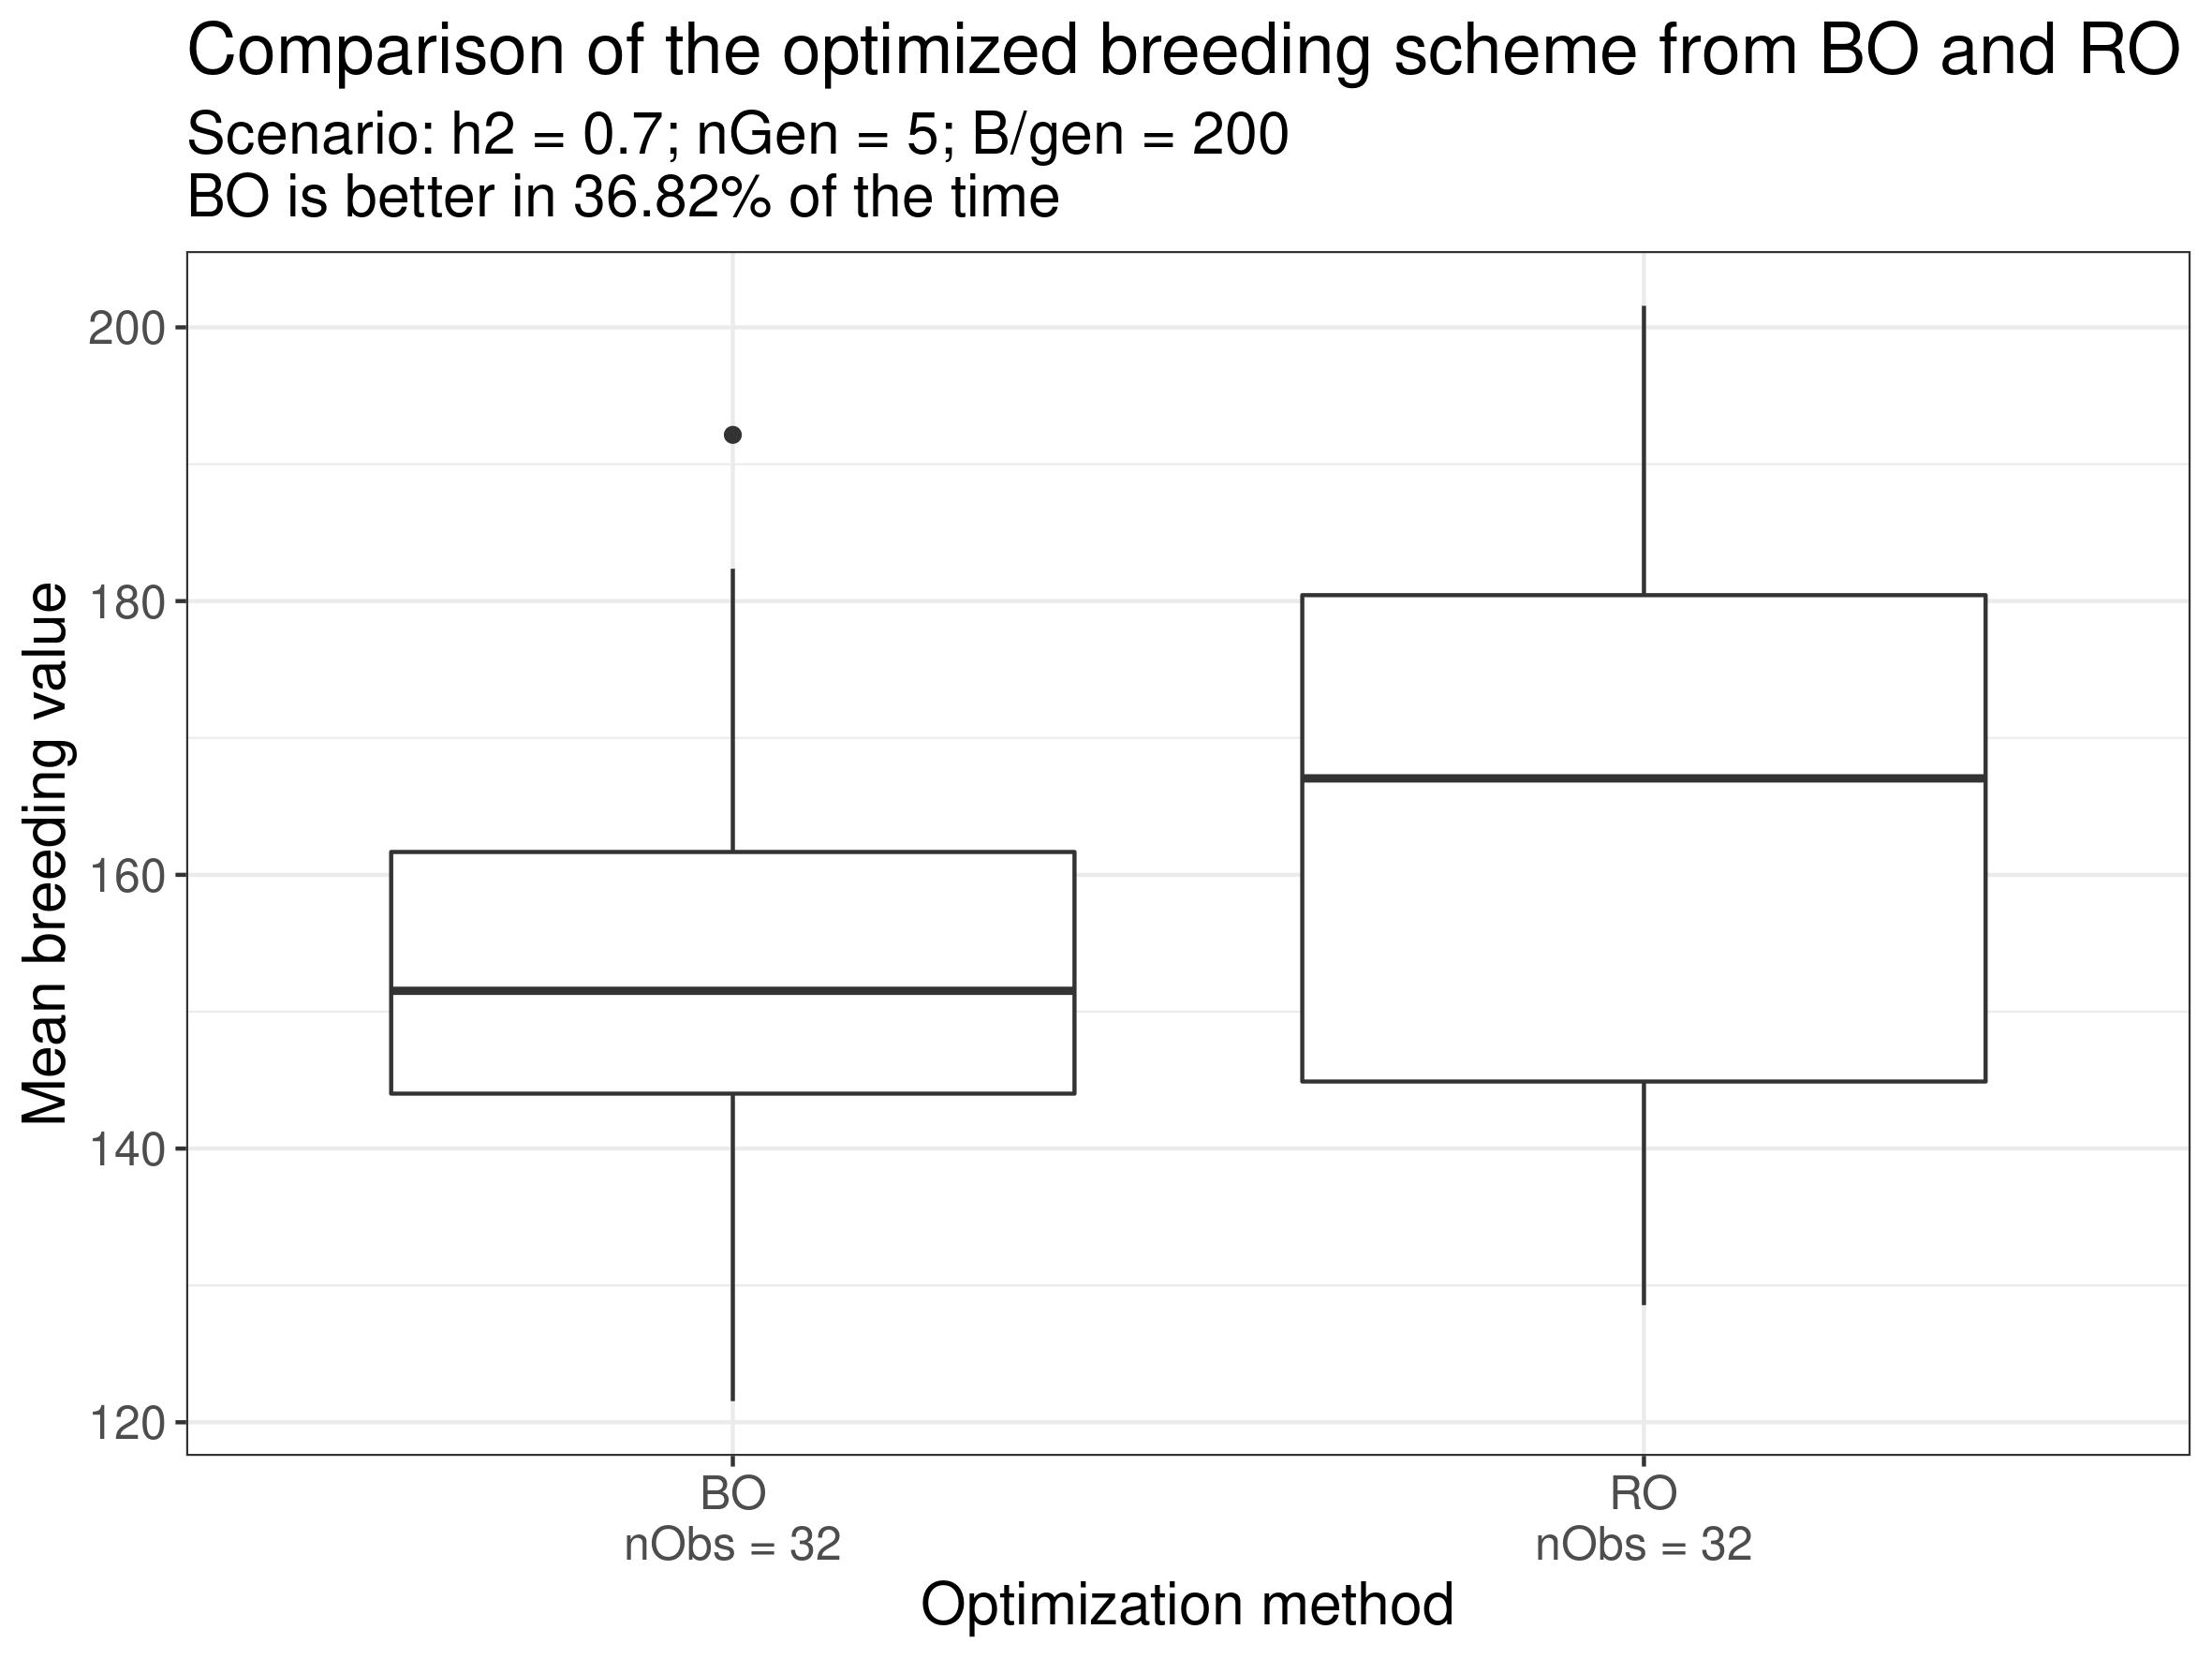 Comparison of the optimized breeding scheme from BO and RO
Scenario: h2 = 0.7; nGen = 5; B/gen = 200
BO is better in 36.82% of the time
Mean breeding value
200
180
160
140
120
BO
nObs = 32
RO
nObs = 32
Optimization method